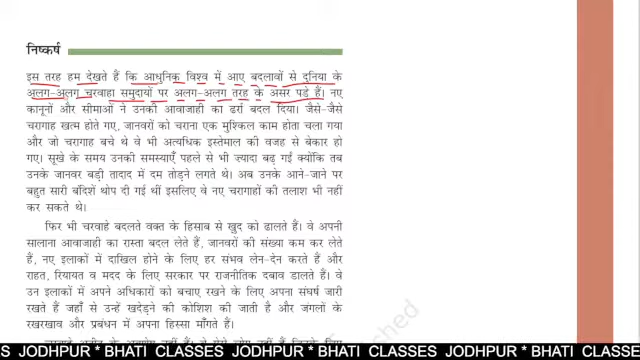 निष्कर्ष
इस तरह हम देखते हैं कि आधुनिक विश्व में आए बदलावों से दुनिया के
अलग-अलग चरवाहा समुदायों पर अलग-अलग तरह के असर पड़े हैं। नए
कानूनों और सीमाओं ने उनकी आवाजाही का ढर्रा बदल दिया। जैसे-जैसे
चरागाह खत्म होते गए, जानवरों को चराना एक मुश्किल काम होता चला गया
और जो चरागाह बचे थे वे भी अत्यधिक इस्तेमाल की वजह से बेकार हो
गए। सूखे के समय उनकी समस्याएँ पहले से भी ज्यादा बढ़ गईं क्योंकि तब
उनके जानवर बड़ी तादाद में दम तोड़ने लगते थे। अब उनके आने-जाने पर
बहुत सारी बंदिशें थोप दी गई थीं इसलिए वे नए चरागाहों की तलाश भी नहीं
कर सकते थे।
फिर भी चरवाहे बदलते वक्त के हिसाब से खुद को ढालते हैं। वे अपनी
सालाना आवाजाही का रास्ता बदल लेते हैं, जानवरों की संख्या कम कर लेते
हैं, नए इलाकों में दाखिल होने के लिए हर संभव लेन-देन करते हैं और
राहत, रियायत व मदद के लिए सरकार पर राजनीतिक दबाव डालते हैं। वे
उन इलाकों में अपने अधिकारों को बचाए रखने के लिए अपना संघर्ष जारी
रखते हैं जहाँ से उन्हें खदेड़ने की कोशिश की जाती है और जंगलों के
रखरखाव और प्रबंधन में अपना हिस्सा माँगते हैं।
S JODHPUR * BHATI CLASSES JODHPUR * BHATI CLASSES JODHPUR * BHATI CLASSES